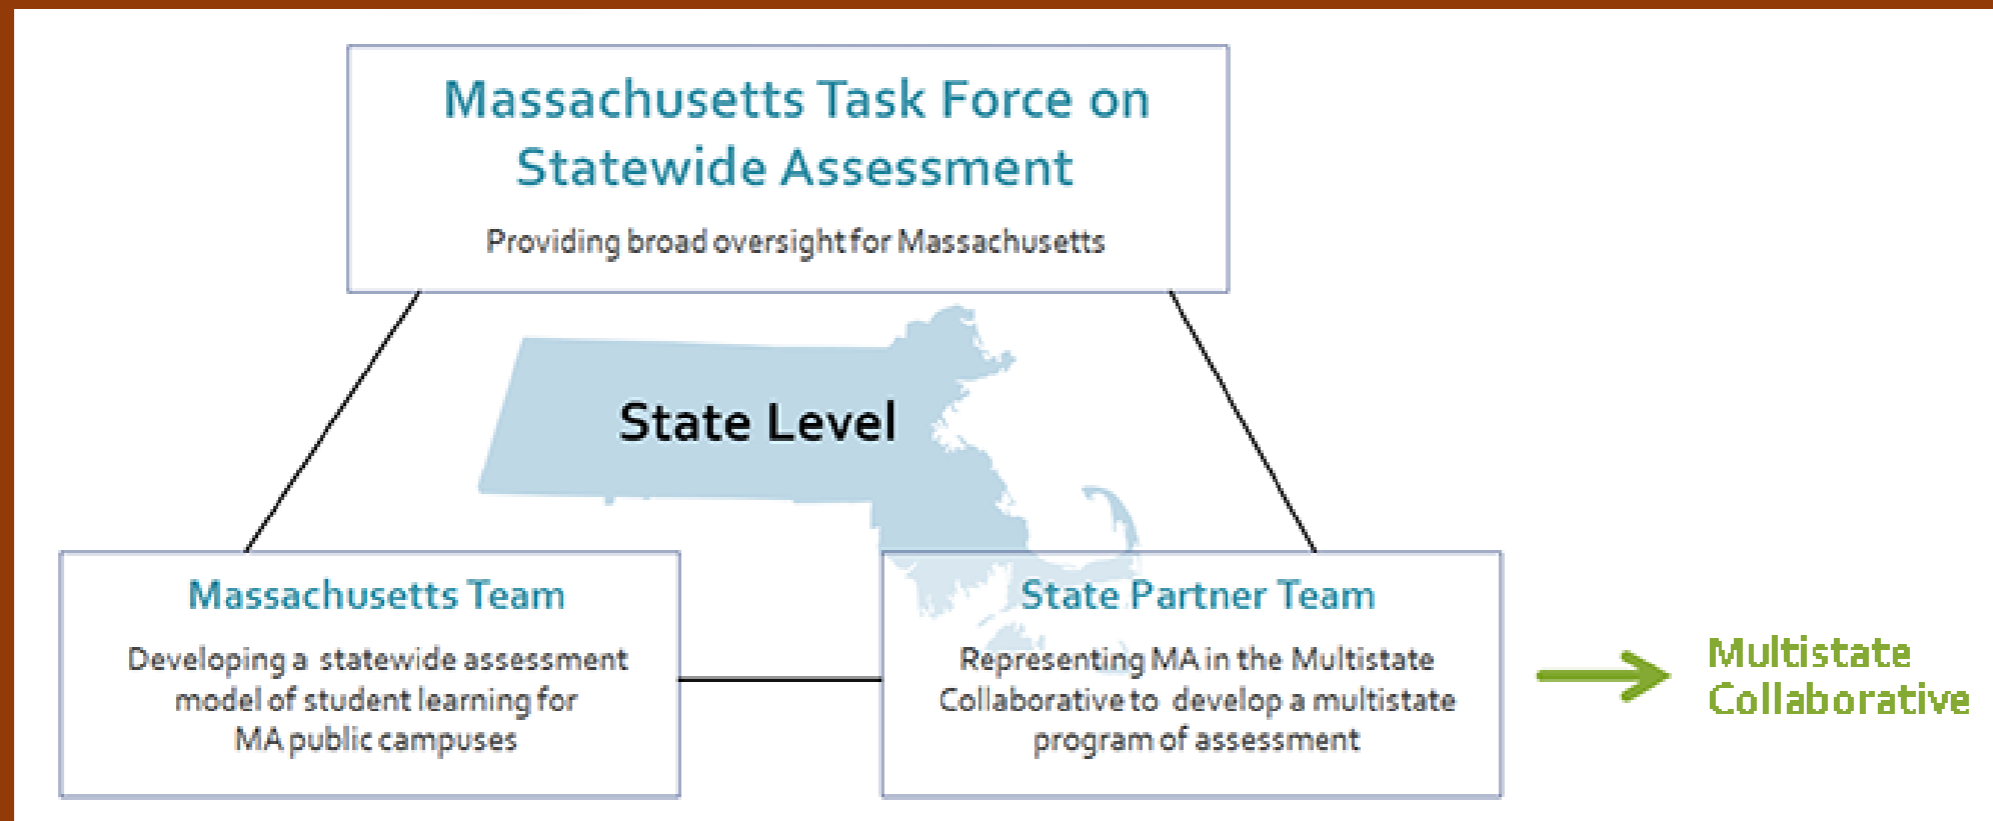 Massachusetts Task Force on
Statewide Assessment
Providing broad oversight for Massachusetts
State Level
Massachusetts Team
Developing a statewide assessment
model of student learning for
MA public campuses
State Partner Team
Representing MA in the Multistate
Collaborative to develop a multistate
program of assessment
Multistate
Collaborative